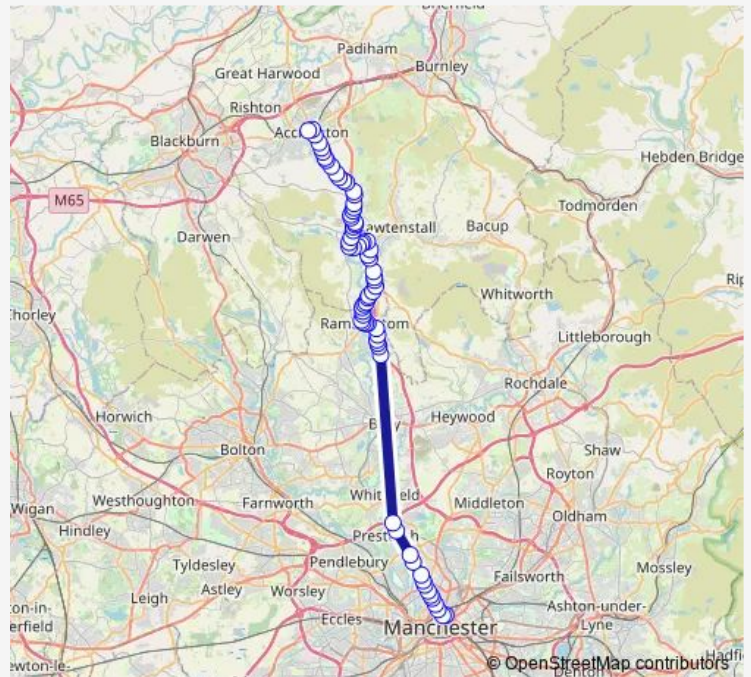 Padiham
Burnley
Great Harwood
Rishton
Blackburn
Hebden Bridge
M65
Todmorden
Bacup
Darwen
Whitworth
Littleborough
Rochdale
Horwich
Heywood
Bolton
Shaw
Royton
Westhoughton
Farnworth
Middleton
Wigan
Oldham
Hindley
Pendlebury
Tyldesley
Failsworth
Mossley
Astley
Worsley
Leigh
Ashton-under-
Lyne
Eccles
Manchester
Denton
© OpenStreetMap contributors